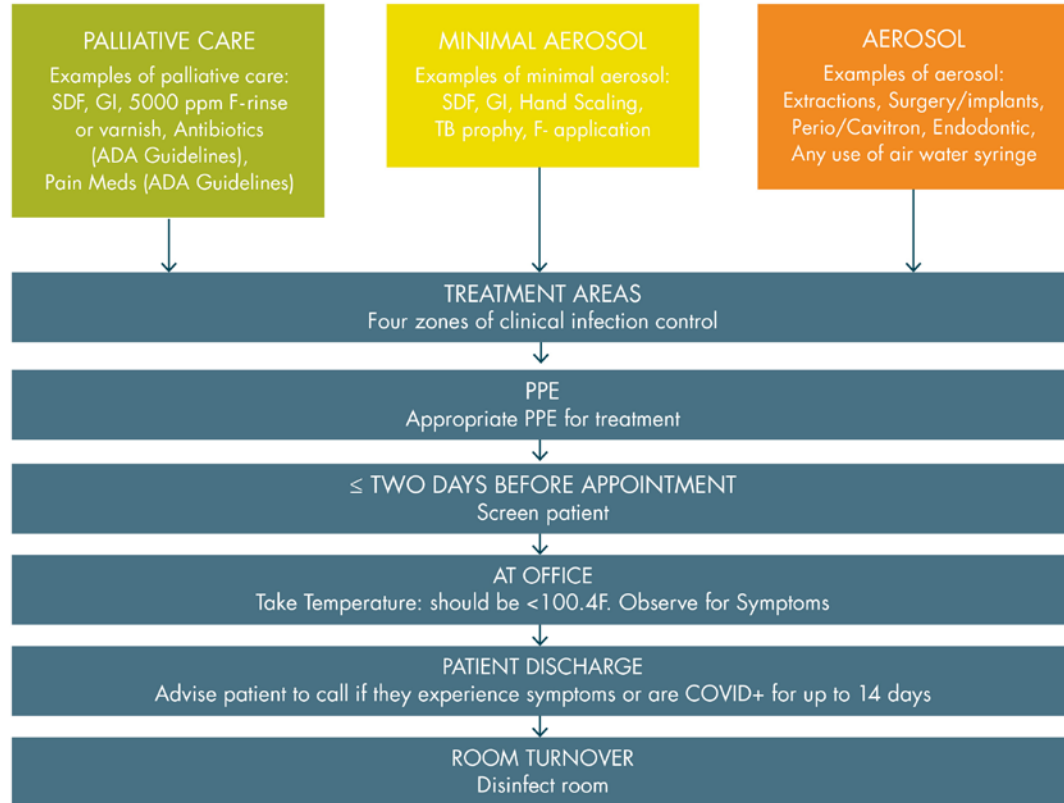 PALLIATIVE CARE
Examples of palliative care:
SDF, GI, 5000 ppm F-rinse
or varnish, Antibiotics
(ADA Guidelines),
Pain Meds (ADA Guidelines)
MINIMAL AEROSOL
Examples of minimal aerosol:
SDF, GI, Hand Scaling,
TB prophy, F- application
AEROSOL
Examples of aerosol:
Extractions, Surgery/implants,
Perio/Cavitron, Endodontic,
Any use of air water syringe
TREATMENT AREAS
Four zones of clinical infection control
PPE
Appropriate PPE for treatment
≤ TWO DAYS BEFORE APPOINTMENT
Screen patient
AT OFFICE
Take Temperature: should be <100.4F. Observe for Symptoms
PATIENT DISCHARGE
Advise patient to call if they experience symptoms or are COVID+ for up to 14 days
ROOM TURNOVER
Disinfect room